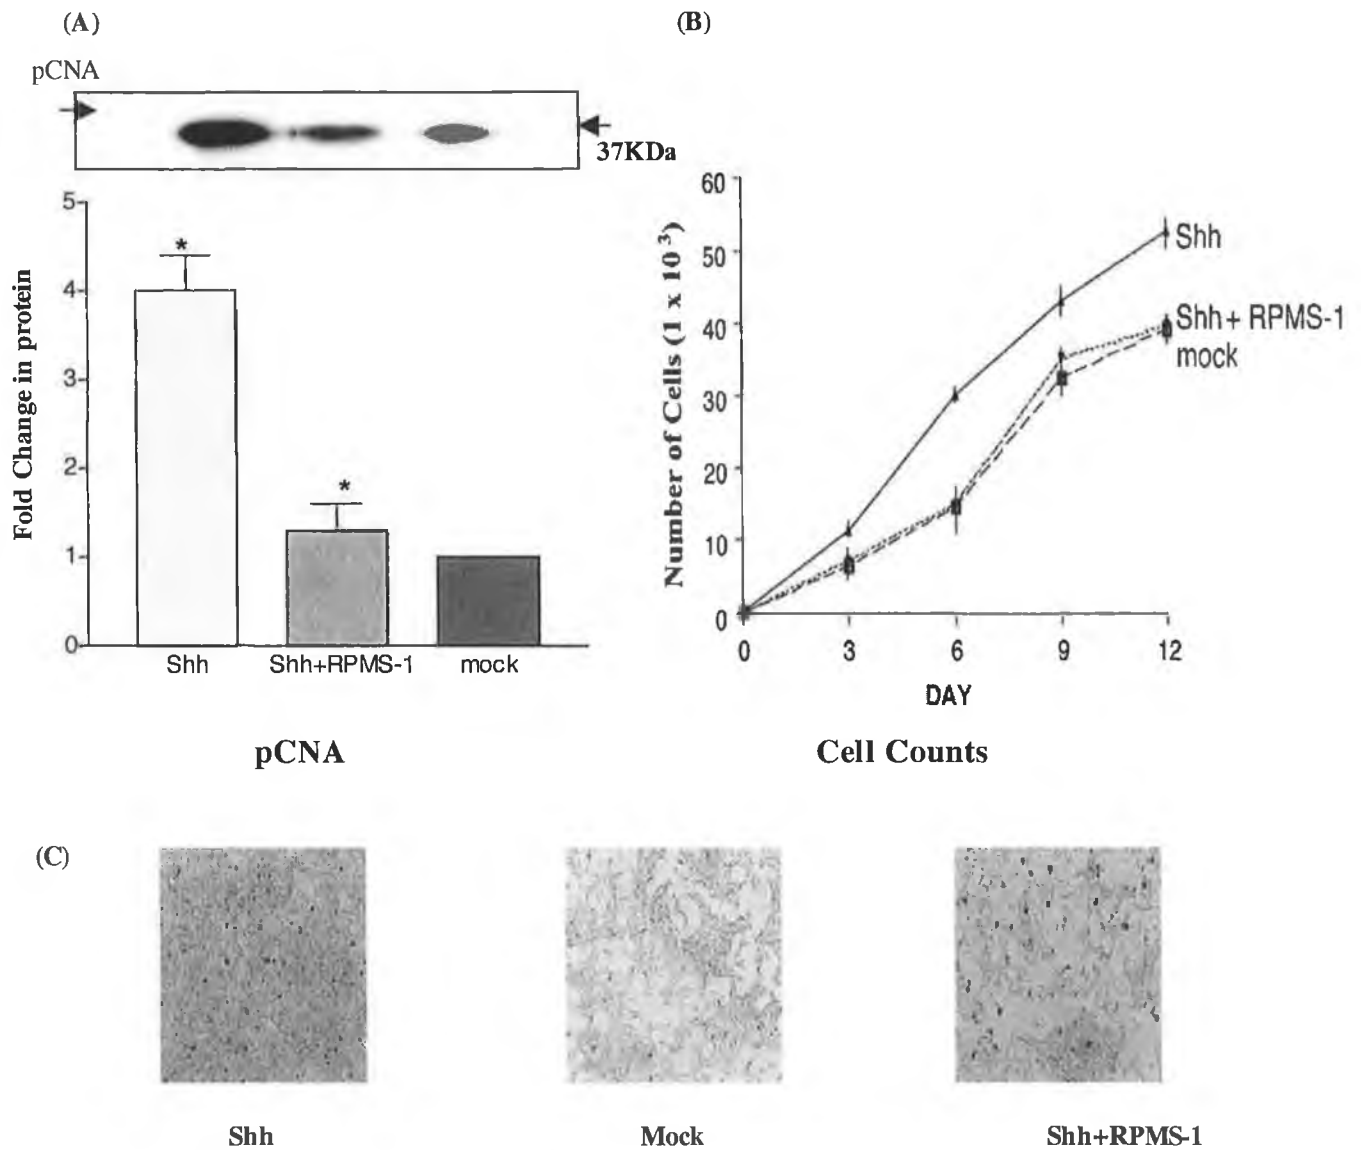 (A)
pCNA
37KDa
Fold Change in protein
5
4
3
2
1
0
*
*
Shh
Shh+RPMS-1
mock
pCNA
(B)
Number of Cells (1 x 10³)
60
50
40
30
20
10
0
Shh
Shh + RPMS-1
mock
0 3 6 9 12
DAY
Cell Counts
(C)
Shh
Mock
Shh+RPMS-1